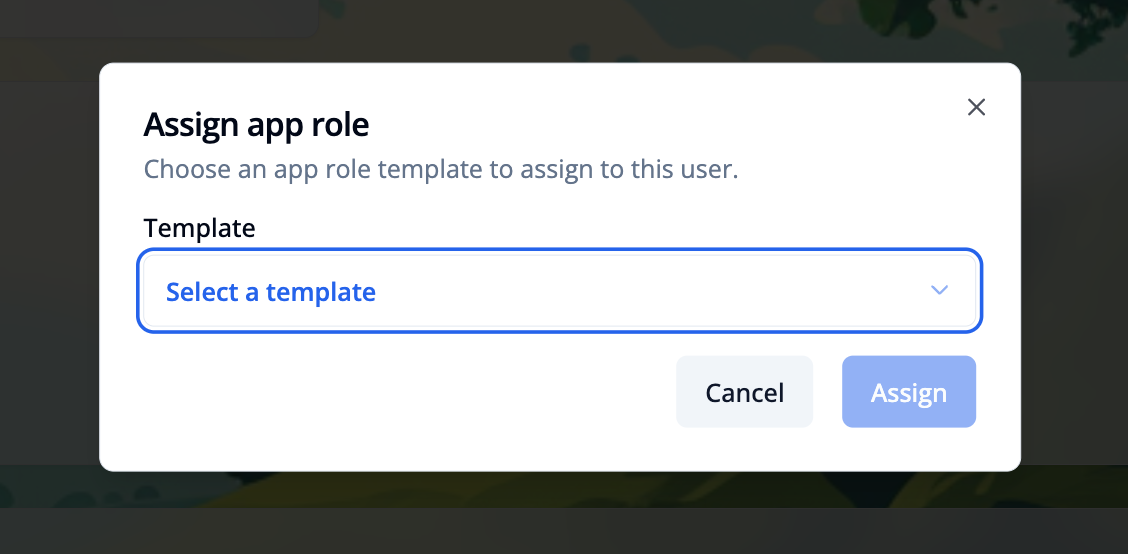 Assign app role
Choose an app role template to assign to this user.
Template
Select a template
Cancel
Assign